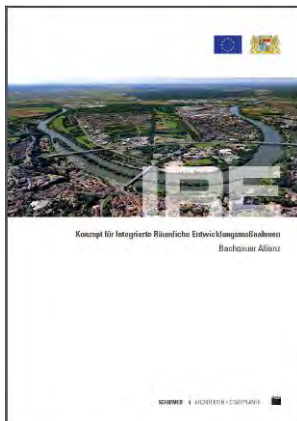 IRE
Konzept für Integrierte Räumliche Entwicklungsmaßnahmen
Bachgauer Allianz
SCHIRMER | ARCHITEKTEN + STADTPLANER